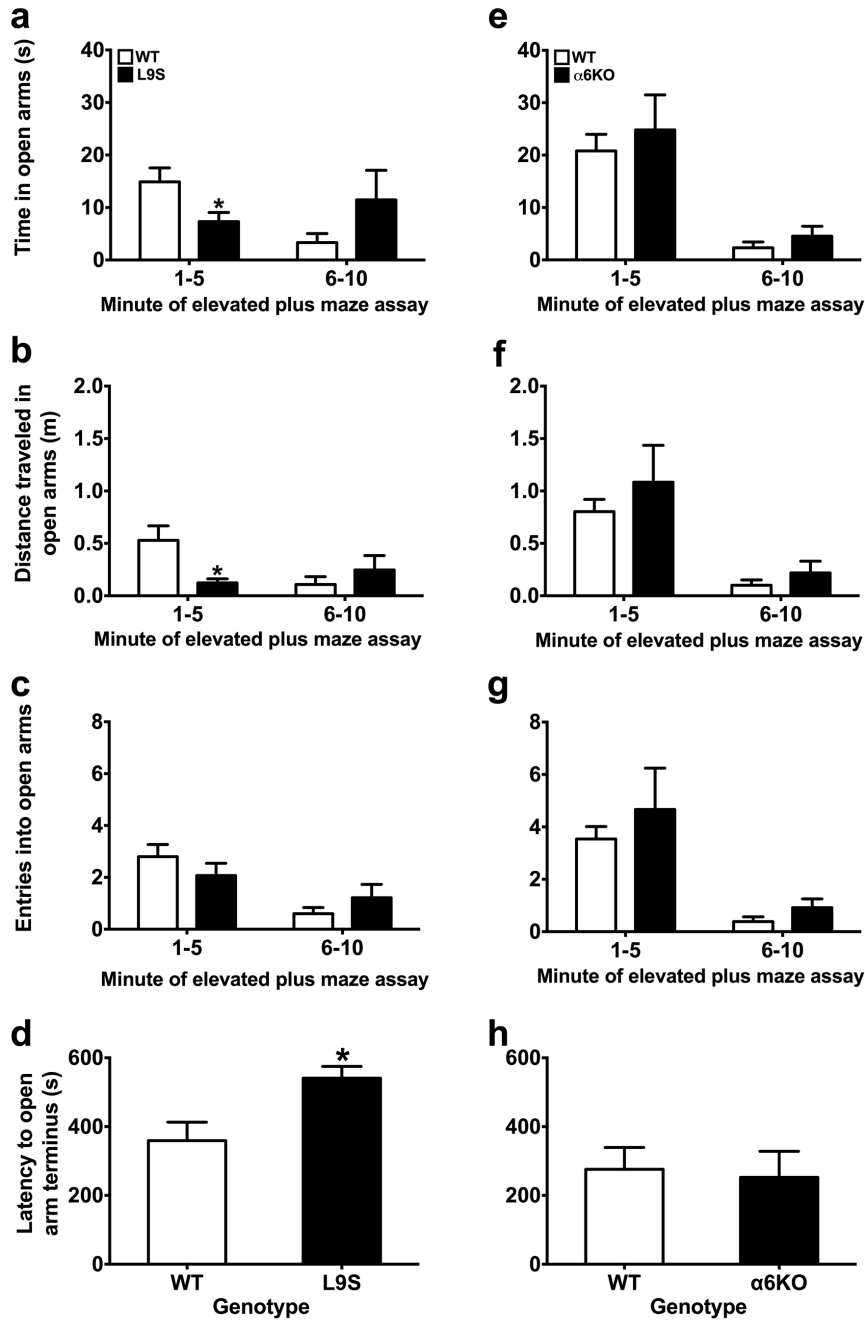 a
Time in open arms (s)
WT
L9S
40
30
20
10
0
*
1-5
6-10
Minute of elevated plus maze assay
e
WT
α6KO
40
30
20
10
0
1-5
6-10
Minute of elevated plus maze assay
b
Distance traveled in
open arms (m)
2.0
1.5
1.0
0.5
0.0
*
1-5
6-10
Minute of elevated plus maze assay
f
2.0
1.5
1.0
0.5
0.0
1-5
6-10
Minute of elevated plus maze assay
c
Entries into open arms
8
6
4
2
0
1-5
6-10
Minute of elevated plus maze assay
g
8
6
4
2
0
1-5
6-10
Minute of elevated plus maze assay
d
Latency to open
arm terminus (s)
600
400
200
0
*
WT
L9S
Genotype
h
600
400
200
0
WT
α6KO
Genotype